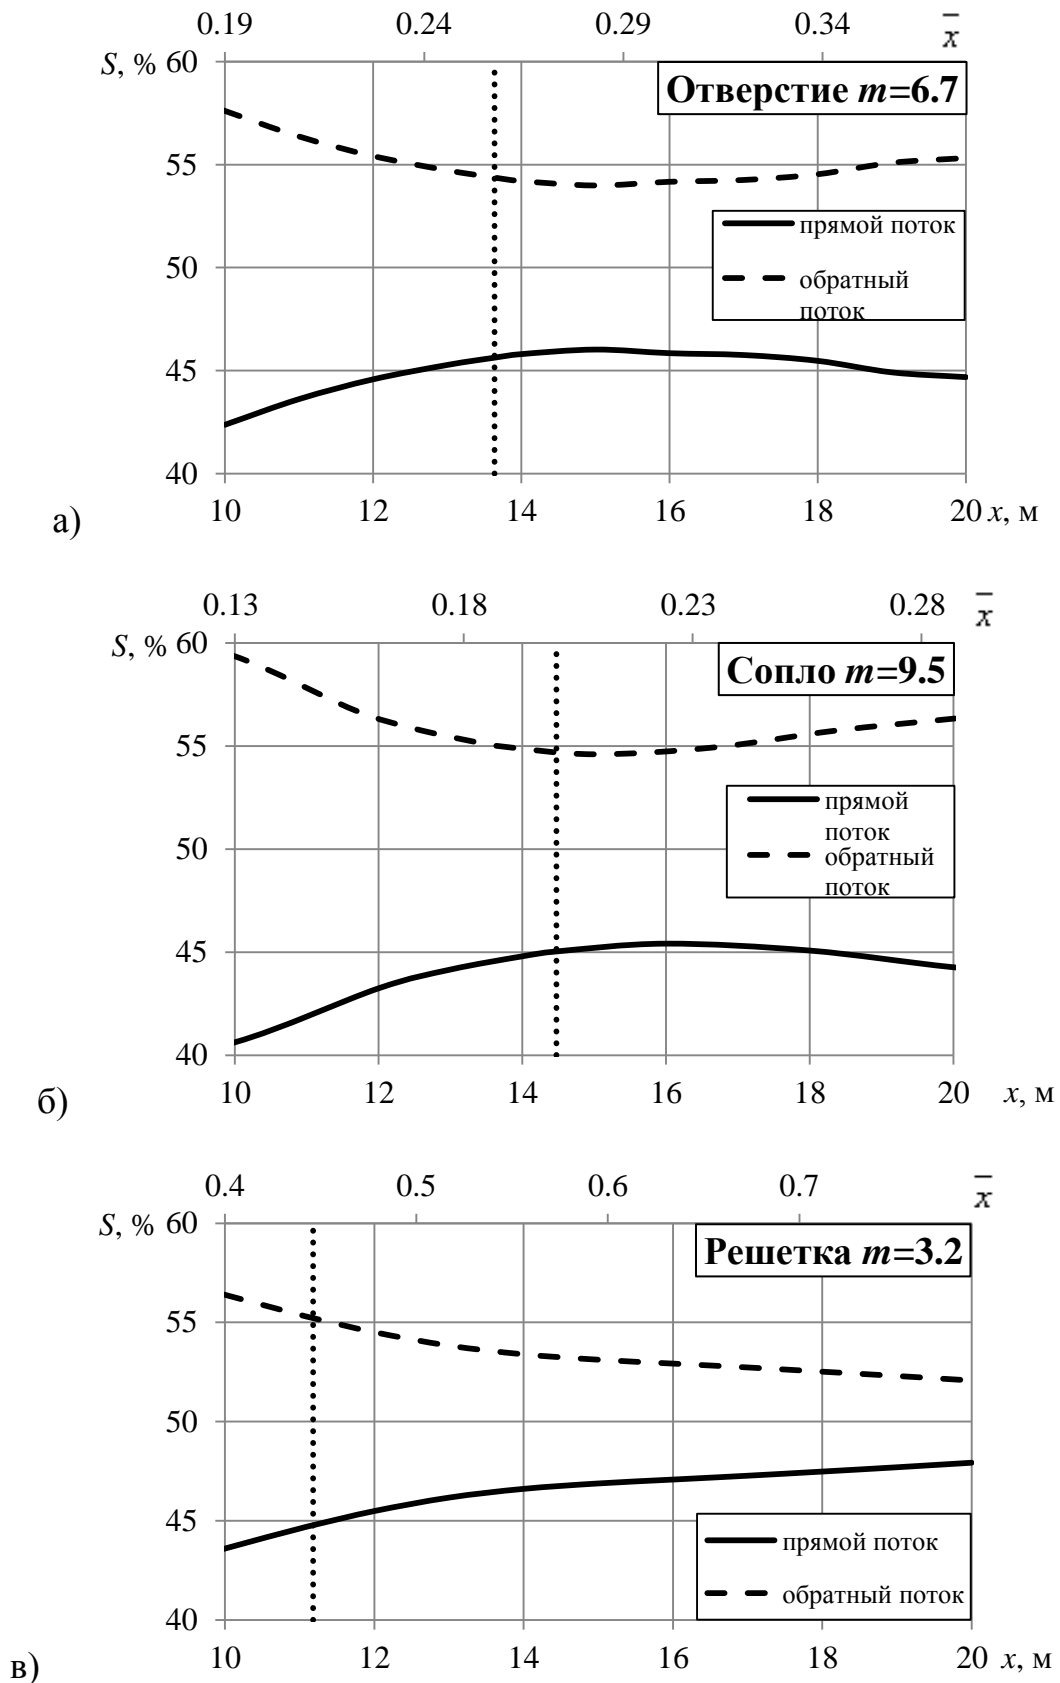 0.19 0.24 0.29 0.34 x̅
S, % 60
Отверстие m=6.7
55
прямой поток
50
обратный
поток
45
40
10 12 14 16 18 20 x, м
а)
0.13 0.18 0.23 0.28 x̅
S, % 60
Сопло m=9.5
55
прямой
поток
50
обратный
поток
45
40
10 12 14 16 18 20 x, м
б)
0.4 0.5 0.6 0.7 x̅
S, % 60
Решетка m=3.2
55
50
45
прямой поток
обратный поток
40
10 12 14 16 18 20 x, м
в)